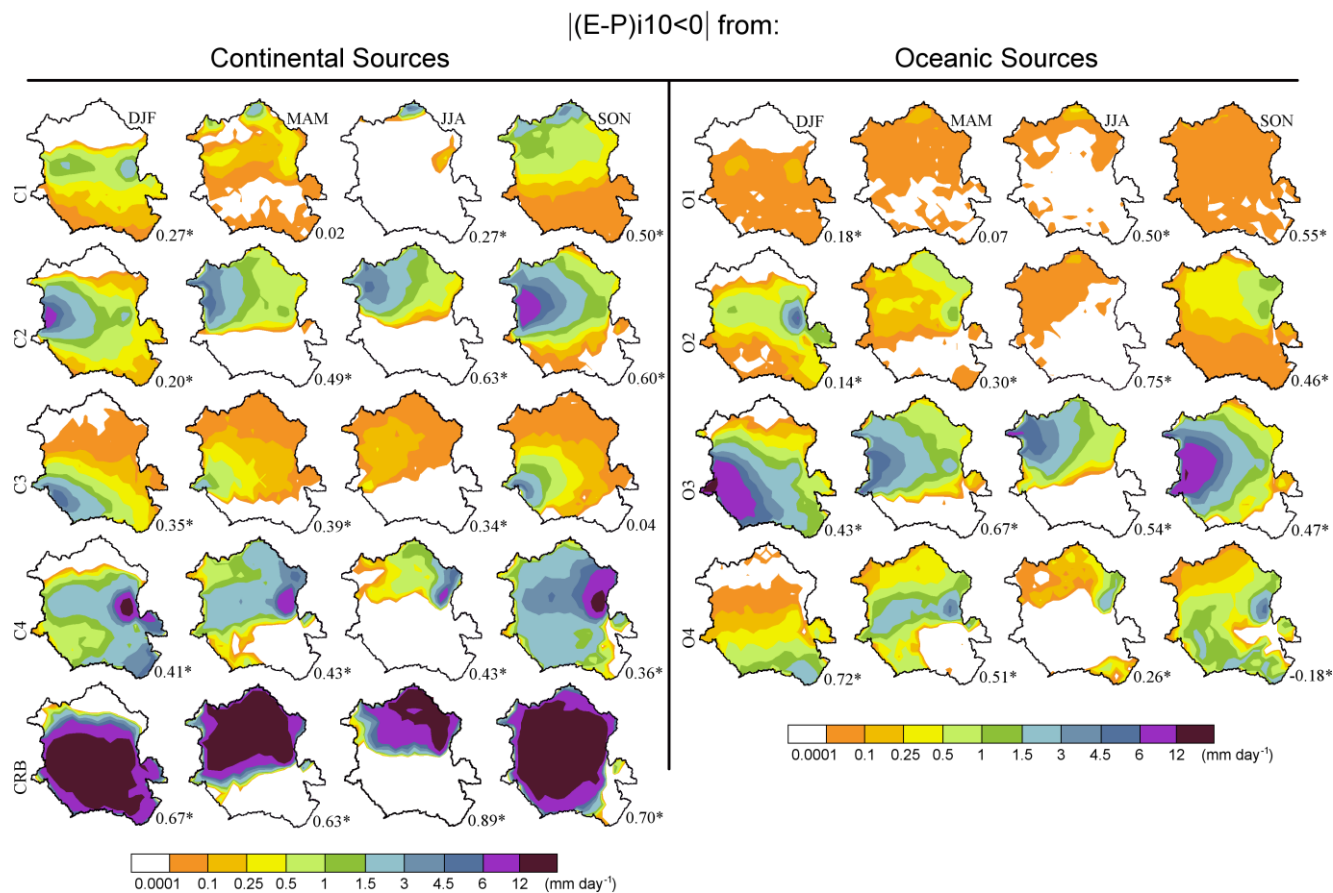 |(E-P)i10<0| from:
Continental Sources
Oceanic Sources
DJF MAM JJA SON
C1
0.27* 0.02 0.27* 0.50*
C2
0.20* 0.49* 0.63* 0.60*
C3
0.35* 0.39* 0.34* 0.04
C4
0.41* 0.43* 0.43* 0.36*
CRB
0.67* 0.63* 0.89* 0.70*
0.0001 0.1 0.25 0.5 1 1.5 3 4.5 6 12 (mm day⁻¹)
DJF MAM JJA SON
O1
0.18* 0.07 0.50* 0.55*
O2
0.14* 0.30* 0.75* 0.46*
O3
0.43* 0.67* 0.54* 0.47*
O4
0.72* 0.51* 0.26* -0.18*
0.0001 0.1 0.25 0.5 1 1.5 3 4.5 6 12 (mm day⁻¹)